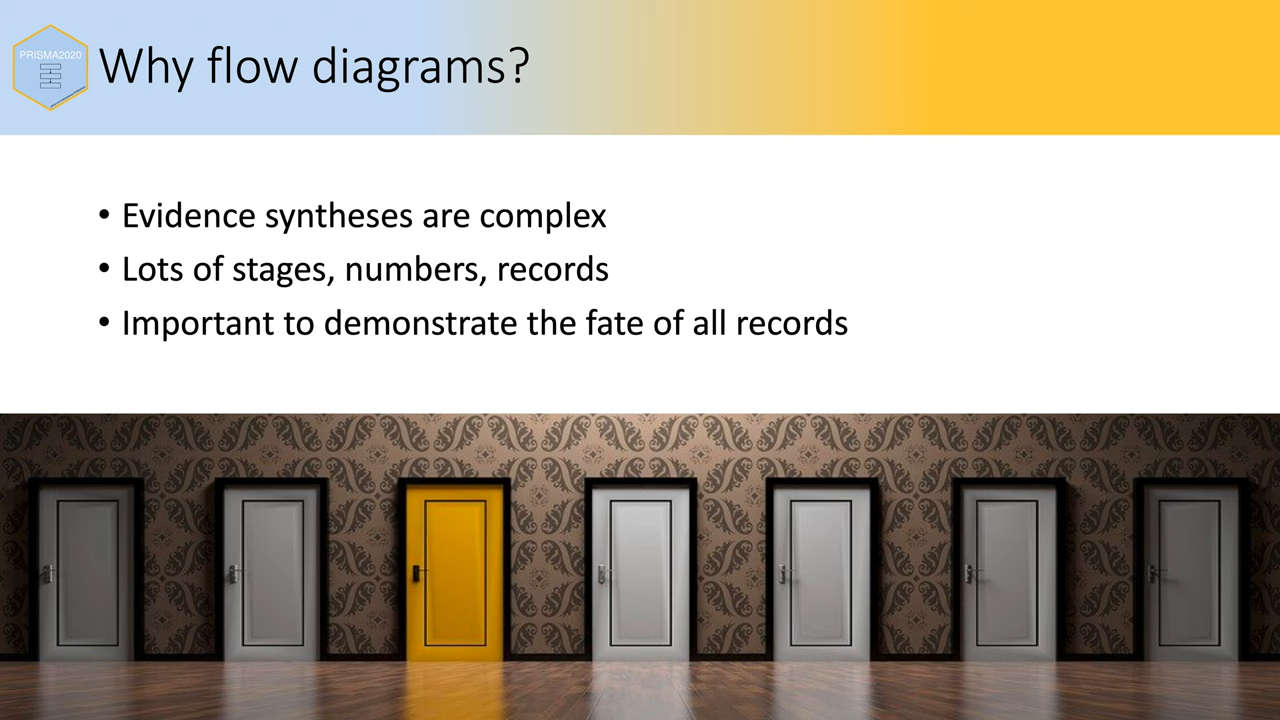 PRISMA2020
Why flow diagrams?
• Evidence syntheses are complex
• Lots of stages, numbers, records
• Important to demonstrate the fate of all records